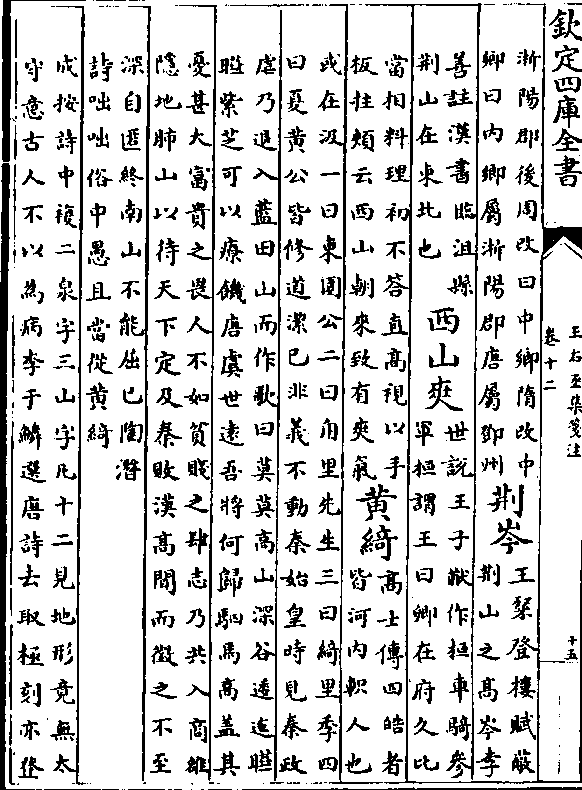 欽定四庫全書
王右丞集箋注
卷十二
十五
淅陽郡後周改曰中鄉隋改中
鄉曰内鄉屬淅陽郡唐屬鄧州
荆岑
王粲登樓賦蔽
荆山之髙岑李
善註漢書臨沮縣
荆山在東北也
西山爽
世説王子猷作桓車騎參
軍桓謂王曰卿在府久比
當相料理初不答直髙視以手
板拄頰云西山朝來致有爽氣
黄綺
髙士傳四皓者
皆河内軹人也
或在汲一曰東園公二曰甪里先生三曰綺里季四
曰夏黄公皆修道潔已非義不動秦始皇時見秦政
虐乃退入藍田山而作歌曰莫莫高山深谷逶迤曄
曄紫芝可以療饑唐虞世遠吾將何歸駟馬高盖其
憂甚大富貴之畏人不如貧賤之肆志乃共入商雒
隱地肺山以待天下定及秦敗漢高聞而徵之不至
深自匿終南山不能屈已陶濳
詩咄咄俗中愚且當從黄綺
成按詩中複二泉字三山字凡十二見地形竟無太
守意古人不以為病李于鱗選唐詩去取極刻亦登